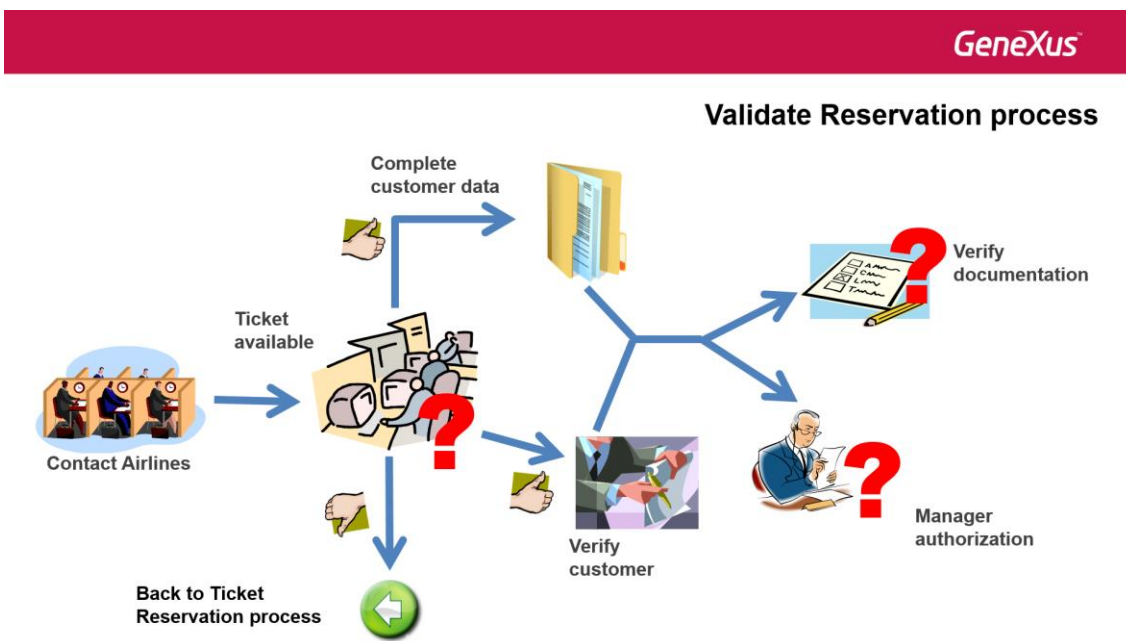 GeneXus™
Validate Reservation process
Complete
customer data
Verify
documentation
Ticket
available
Contact Airlines
Manager
authorization
Verify
customer
Back to Ticket
Reservation process